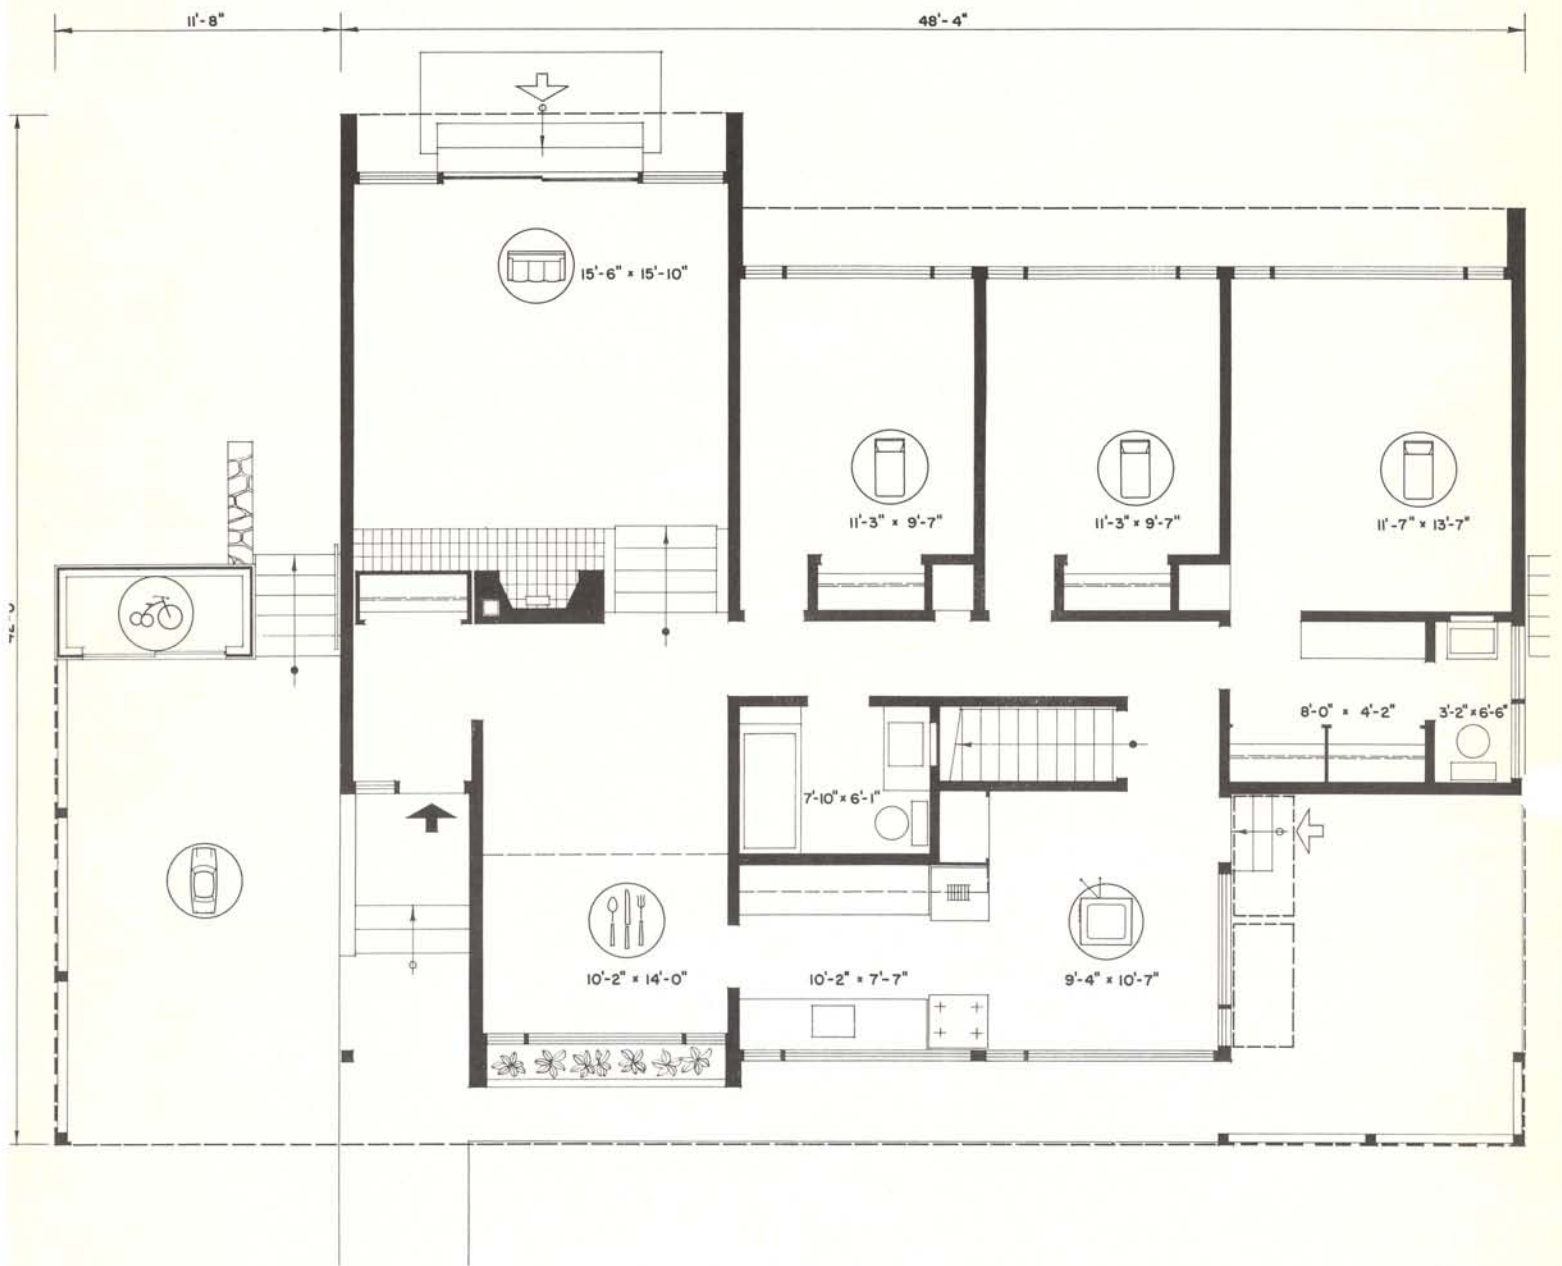 11'-8"
48'-4"
15'-6" x 15'-10"
11'-3" x 9'-7"
11'-3" x 9'-7"
11'-7" x 13'-7"
8'-0" x 4'-2"
3'-2" x 6'-6"
7'-10" x 6'-1"
10'-2" x 14'-0"
10'-2" x 7'-7"
9'-4" x 10'-7"